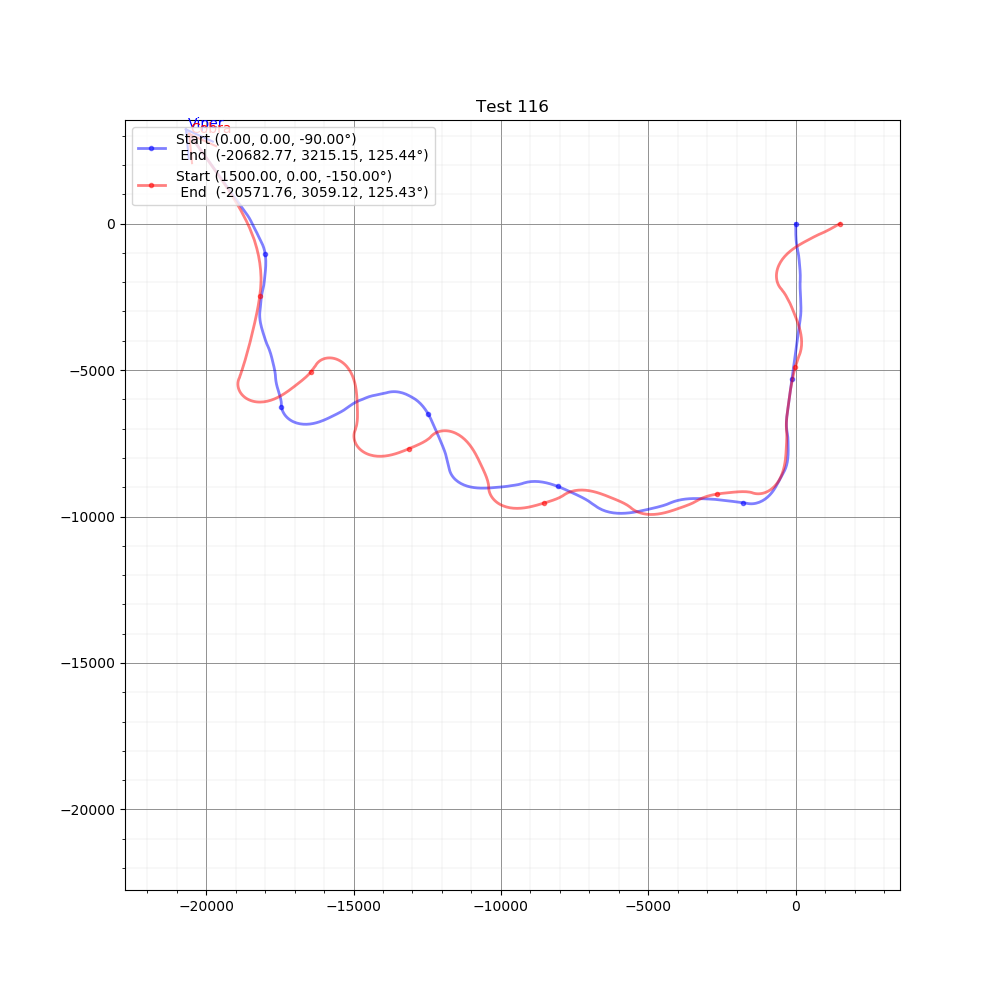 Test 116
Viper
Cobra
Start (0.00, 0.00, -90.00°)
End (-20682.77, 3215.15, 125.44°)
Start (1500.00, 0.00, -150.00°)
End (-20571.76, 3059.12, 125.43°)
0
−5000
−10000
−15000
−20000
−20000 −15000 −10000 −5000 0